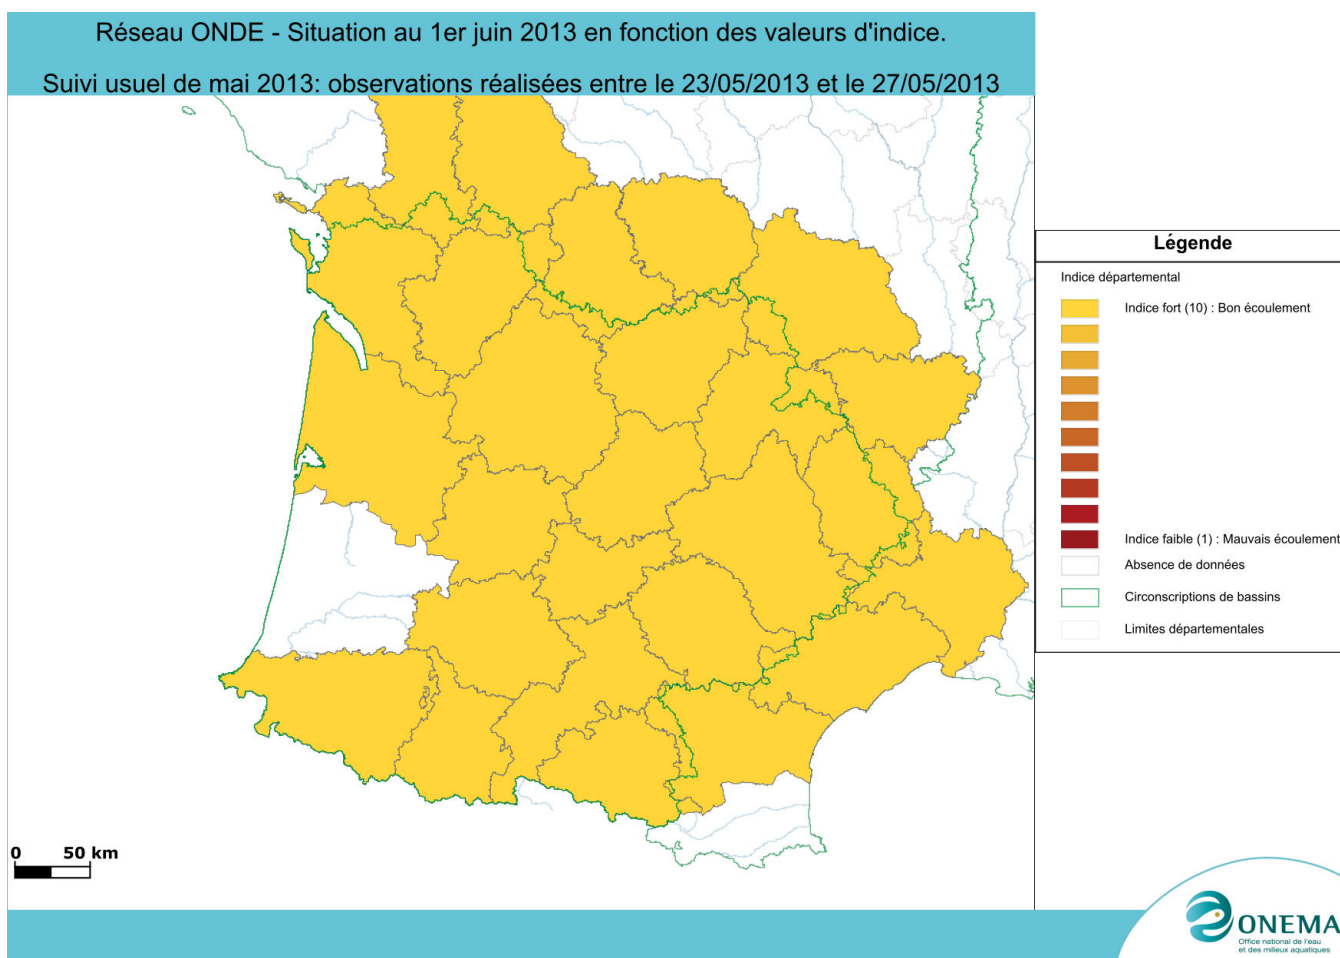 Réseau ONDE - Situation au 1er juin 2013 en fonction des valeurs d'indice.
Suivi usuel de mai 2013: observations réalisées entre le 23/05/2013 et le 27/05/2013
Légende
Indice départemental
Indice fort (10) : Bon écoulement
Indice faible (1) : Mauvais écoulement
Absence de données
Circonscriptions de bassins
Limites départementales
0 50 km
ONEMA
Office national de l'eau
et des milieux aquatiques